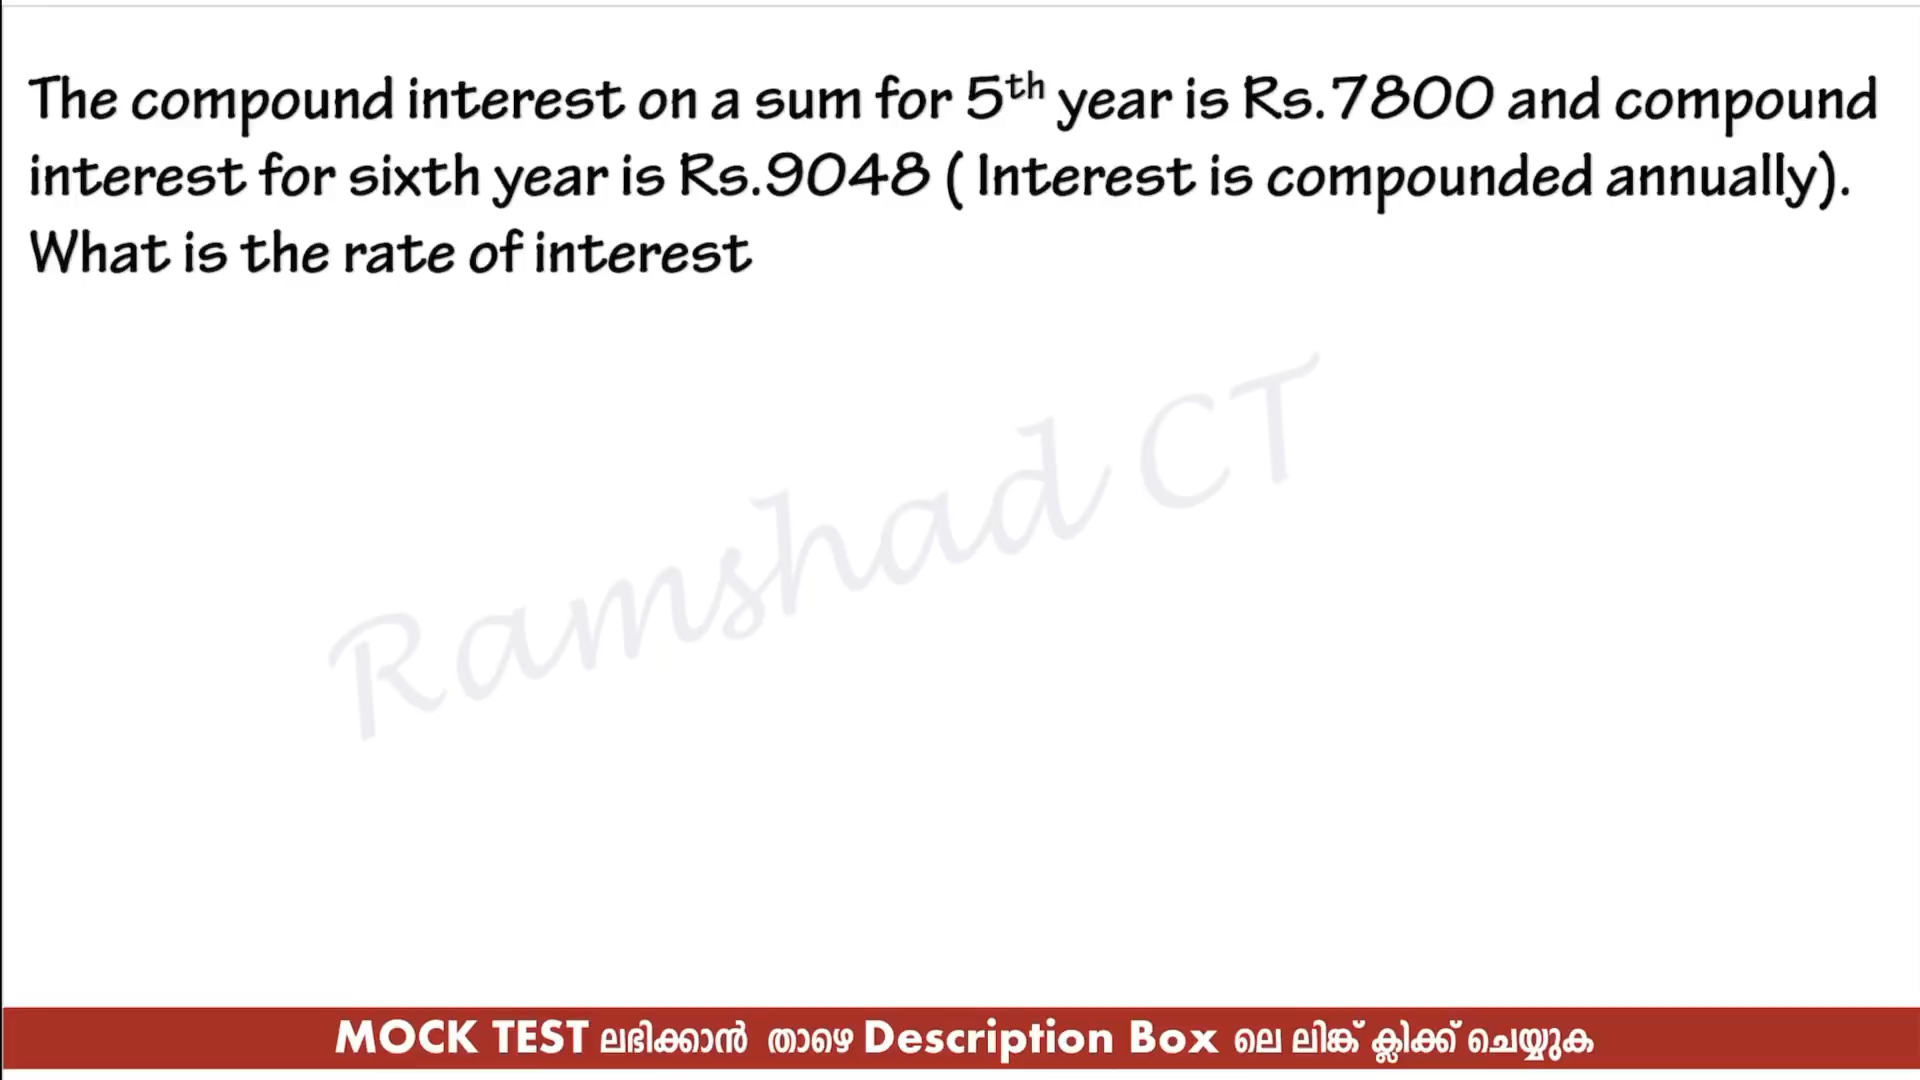 The compound interest on a sum for 5th year is Rs.7800 and compound
interest for sixth year is Rs.9048 ( Interest is compounded annually).
What is the rate of interest
Ramshad CT
MOCK TEST ലഭിക്കാൻ താഴെ Description Box ലെ ലിങ്ക് ക്ലിക്ക് ചെയ്യുക